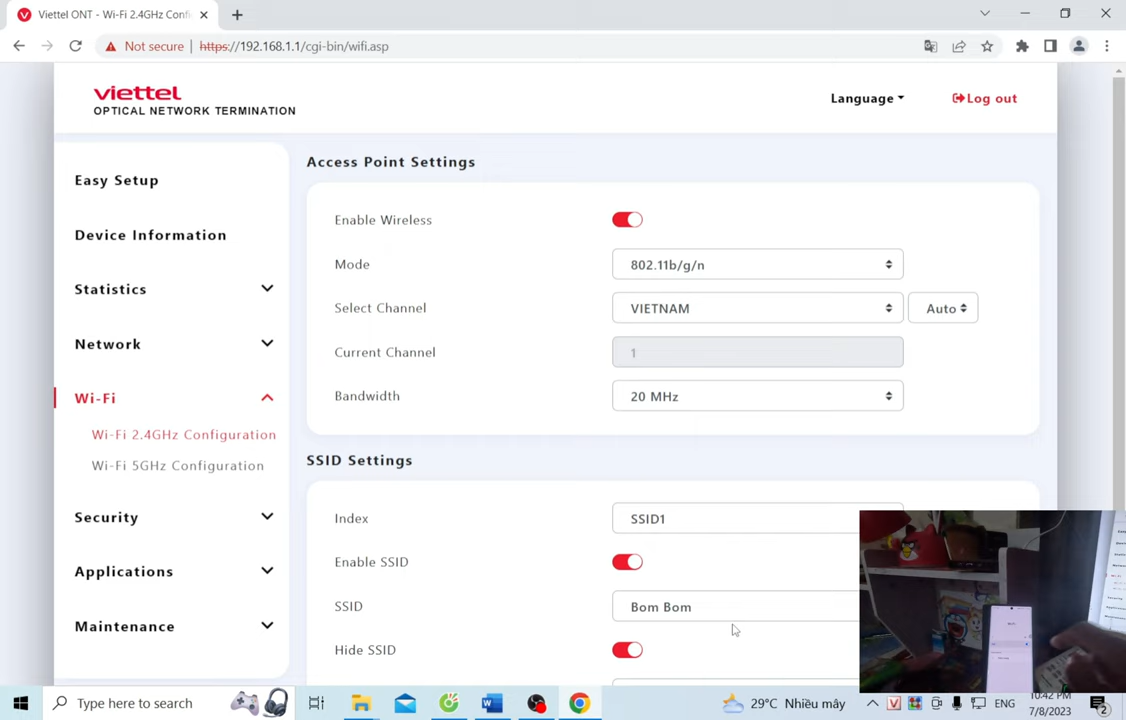 Viettel ONT - Wi-Fi 2.4GHz Confi
Not secure | https://192.168.1.1/cgi-bin/wifi.asp
viettel
OPTICAL NETWORK TERMINATION
Language
Log out
Easy Setup
Device Information
Statistics
Network
Wi-Fi
Wi-Fi 2.4GHz Configuration
Wi-Fi 5GHz Configuration
Security
Applications
Maintenance
Access Point Settings
Enable Wireless
Mode 802.11b/g/n
Select Channel VIETNAM Auto
Current Channel 1
Bandwidth 20 MHz
SSID Settings
Index SSID1
Enable SSID
SSID Bom Bom
Hide SSID
Type here to search
29°C Nhiều mây
ENG
10:42 PM
7/8/2023
2